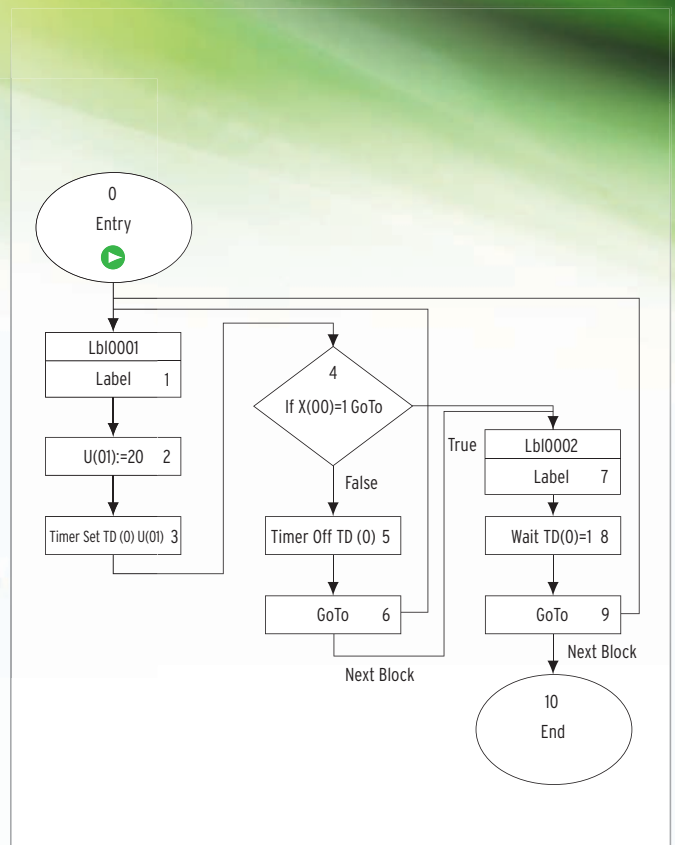 0
Entry
Lbl0001
Label 1
U(01):=20 2
Timer Set TD (0) U(01) 3
4
If X(00)=1 GoTo
False
Timer Off TD (0) 5
GoTo 6
Next Block
True
Lbl0002
Label 7
Wait TD(0)=1 8
GoTo 9
Next Block
10
End